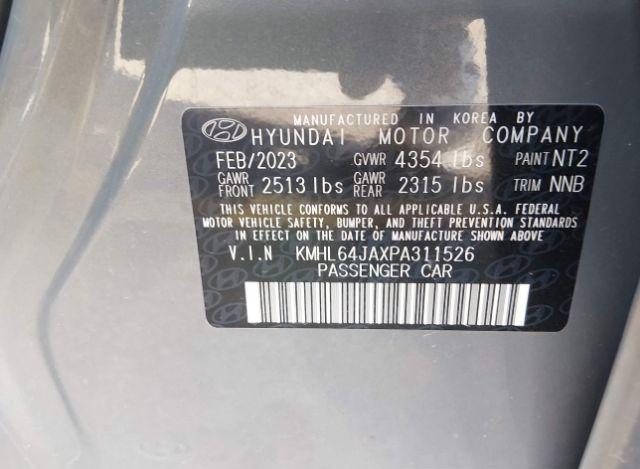 MANUFACTURED IN KOREA BY
HYUNDAI MOTOR COMPANY
FEB/2023 GVWR 4354 lbs PAINT NT2
GAWR FRONT 2513 lbs GAWR REAR 2315 lbs TRIM NNB
THIS VEHICLE CONFORMS TO ALL APPLICABLE U.S.A. FEDERAL
MOTOR VEHICLE SAFETY, BUMPER, AND THEFT PREVENTION STANDARDS
IN EFFECT ON THE DATE OF MANUFACTURE SHOWN ABOVE.
V.I.N KMHL64JAXPA311526
PASSENGER CAR